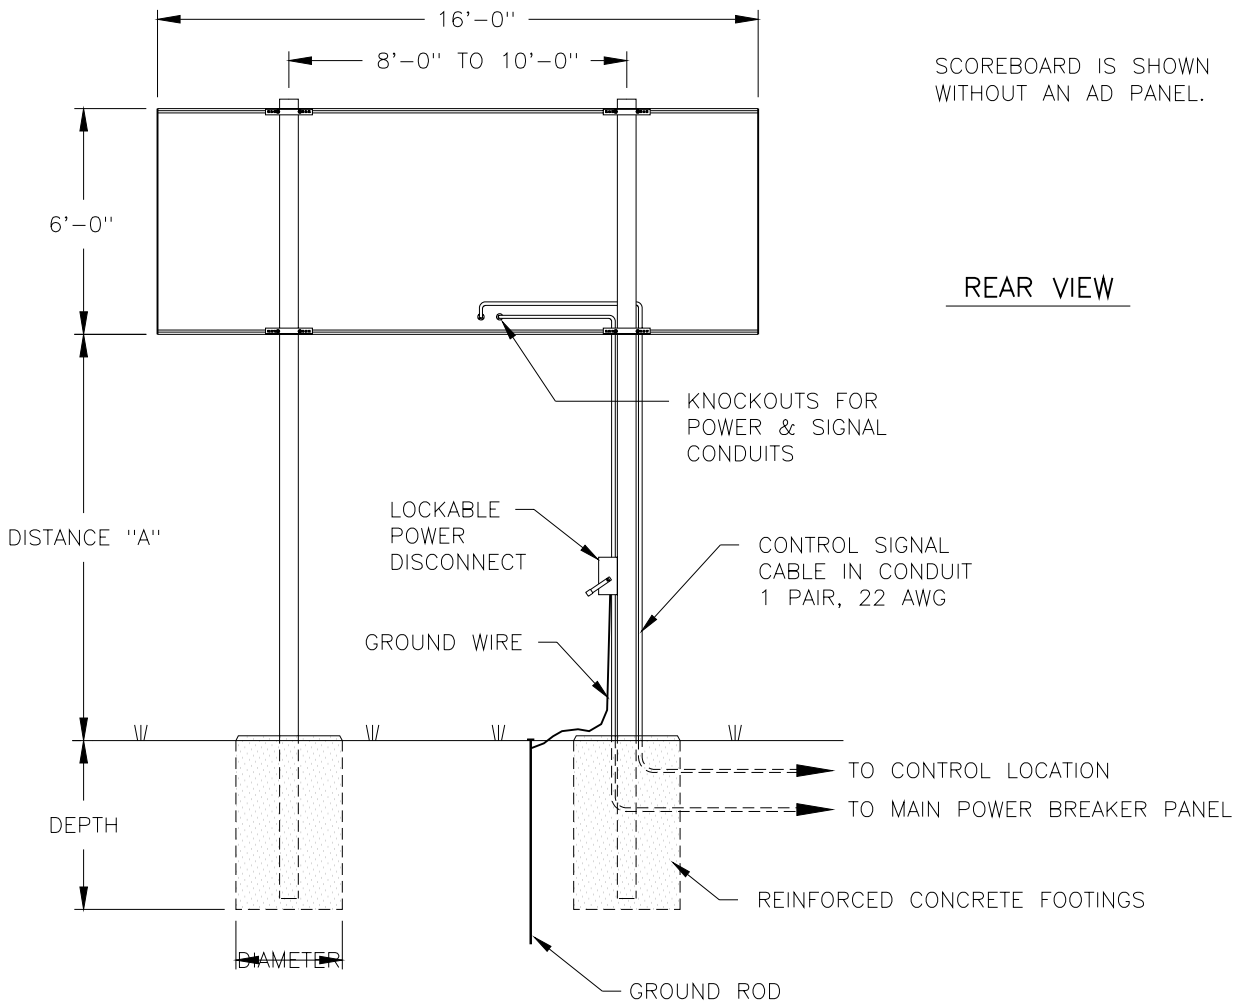 16'-0"
8'-0" TO 10'-0"
SCOREBOARD IS SHOWN
WITHOUT AN AD PANEL.
6'-0"
REAR VIEW
KNOCKOUTS FOR
POWER & SIGNAL
CONDUITS
LOCKABLE
POWER
DISCONNECT
DISTANCE "A"
CONTROL SIGNAL
CABLE IN CONDUIT
1 PAIR, 22 AWG
GROUND WIRE
TO CONTROL LOCATION
TO MAIN POWER BREAKER PANEL
DEPTH
REINFORCED CONCRETE FOOTINGS
DIAMETER
GROUND ROD